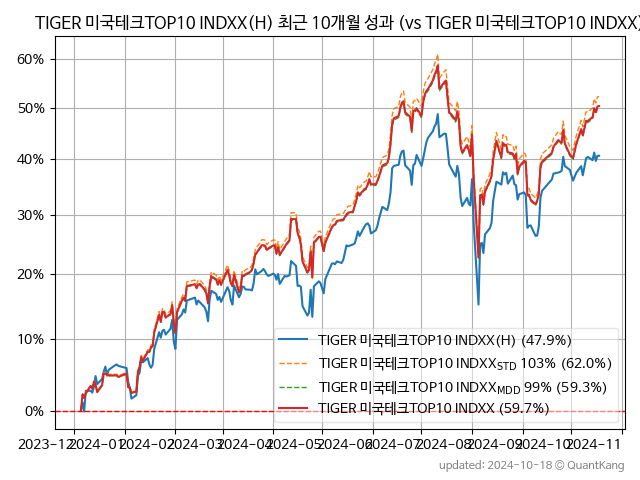 TIGER 미국테크TOP10 INDXX(H) 최근 10개월 성과 (vs TIGER 미국테크TOP10 INDXX)
60%
50%
40%
30%
20%
10%
0%
TIGER 미국테크TOP10 INDXX(H) (47.9%)
TIGER 미국테크TOP10 INDXX STD 103% (62.0%)
TIGER 미국테크TOP10 INDXX MDD 99% (59.3%)
TIGER 미국테크TOP10 INDXX (59.7%)
2023-12 2024-01 2024-02 2024-03 2024-04 2024-05 2024-06 2024-07 2024-08 2024-09 2024-10 2024-11
updated: 2024-10-18 @ QuantKang